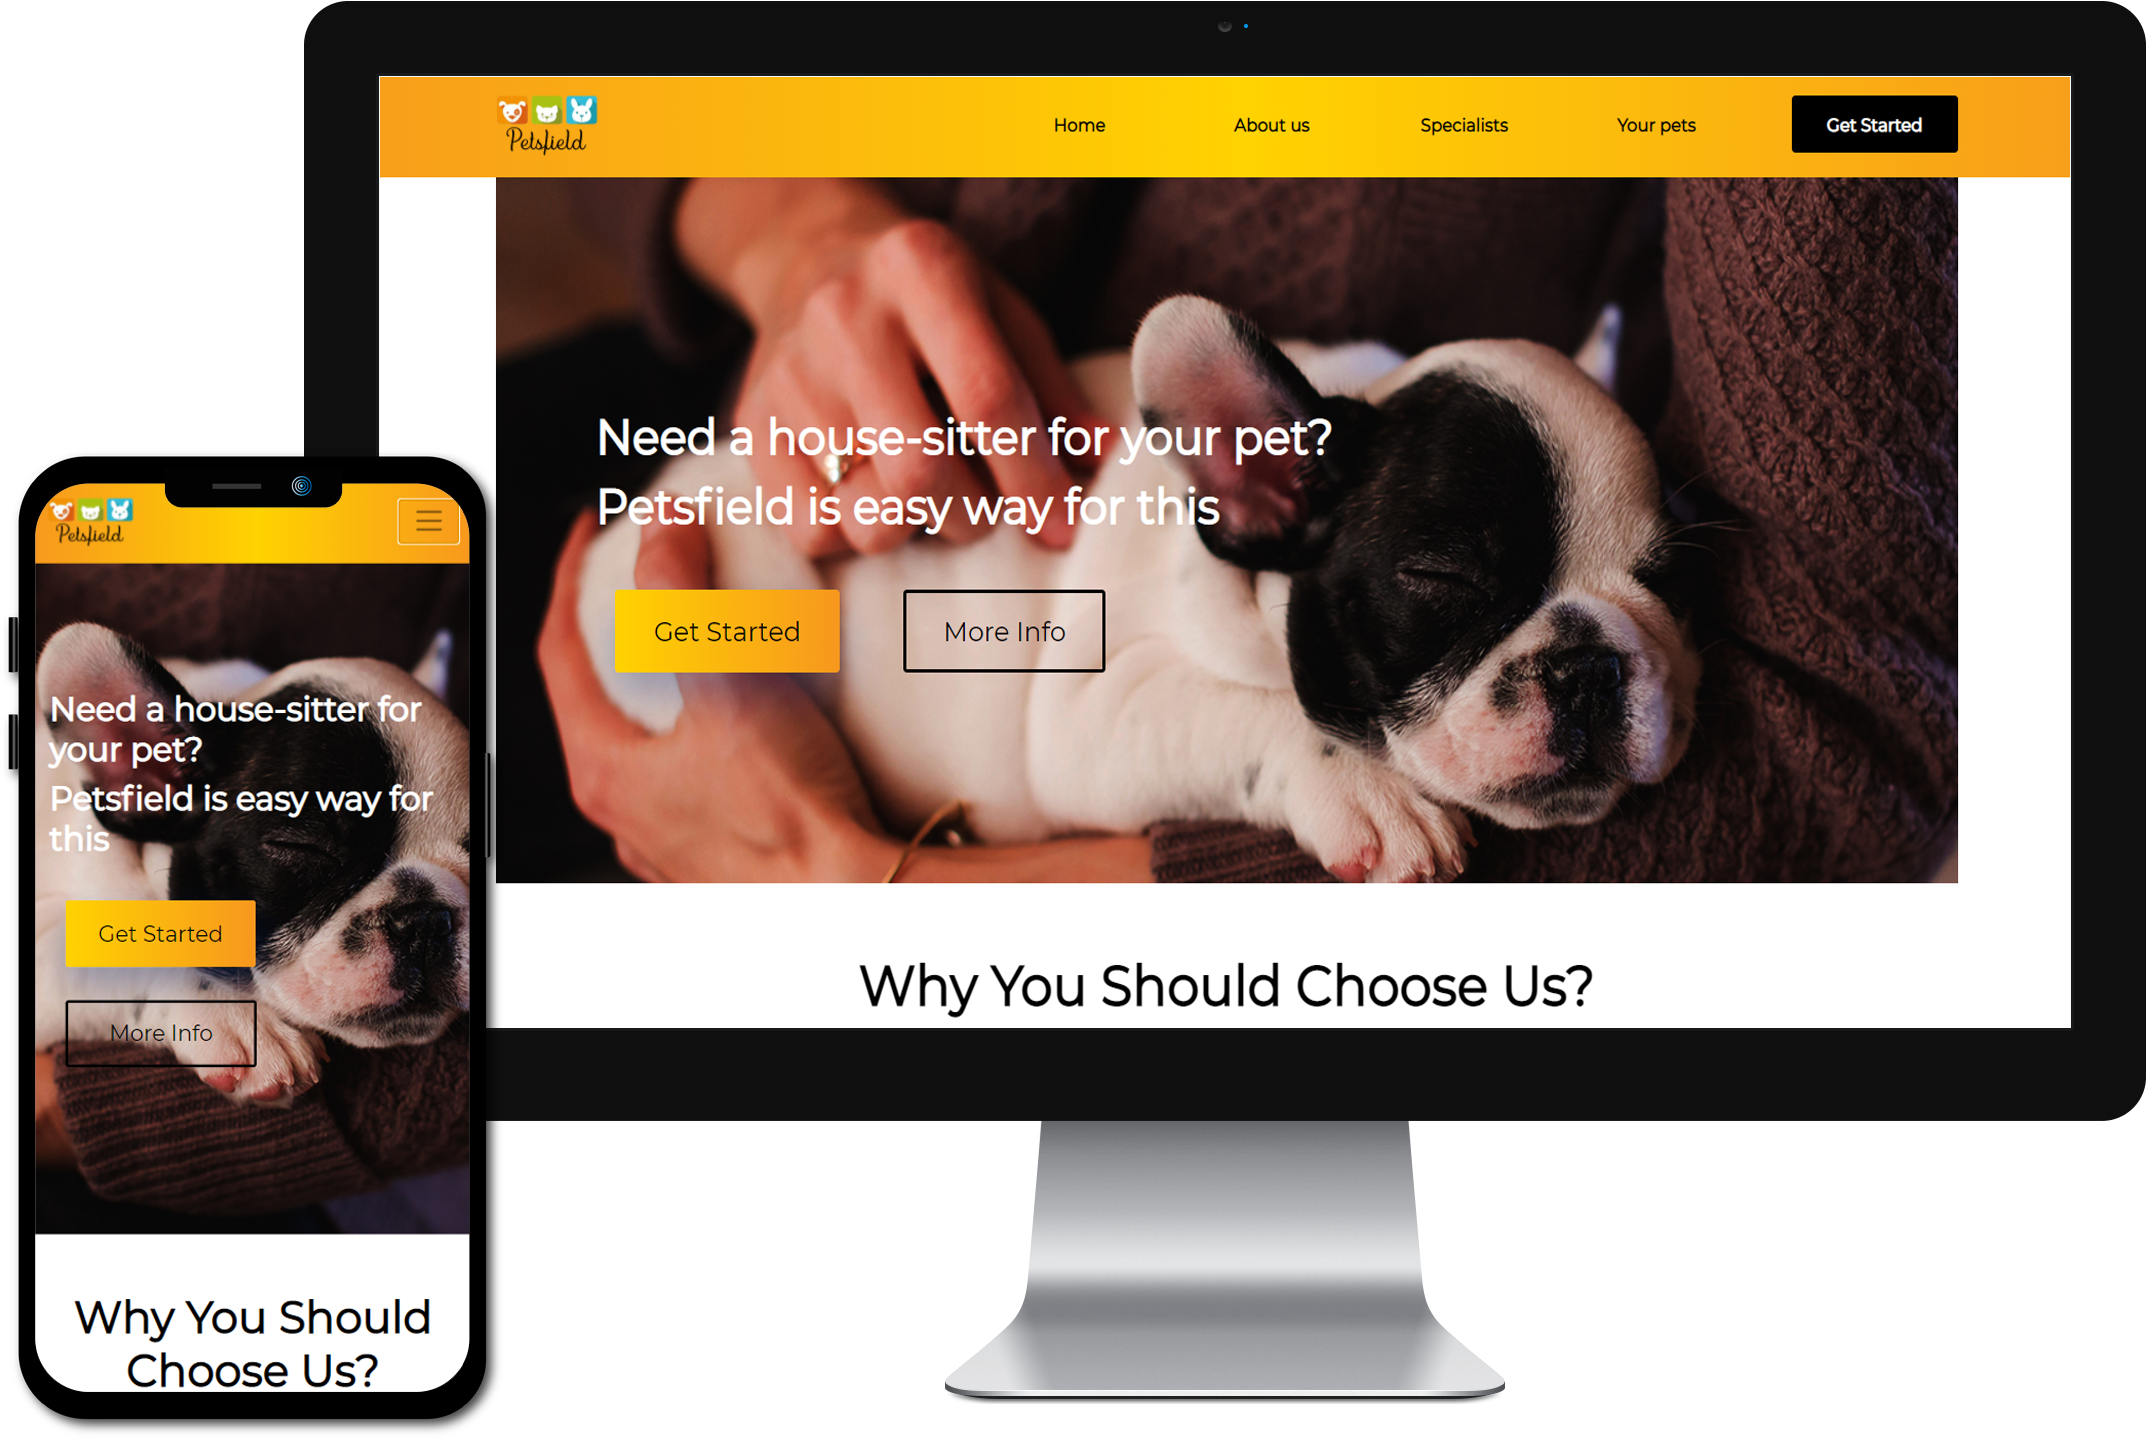 Petsfield
Home
About us
Specialists
Your pets
Get Started
Need a house-sitter for your pet?
Petsfield is easy way for this
Get Started
More Info
Why You Should Choose Us?
Petsfield
Need a house-sitter for
your pet?
Petsfield is easy way for
this
Get Started
More Info
Why You Should
Choose Us?